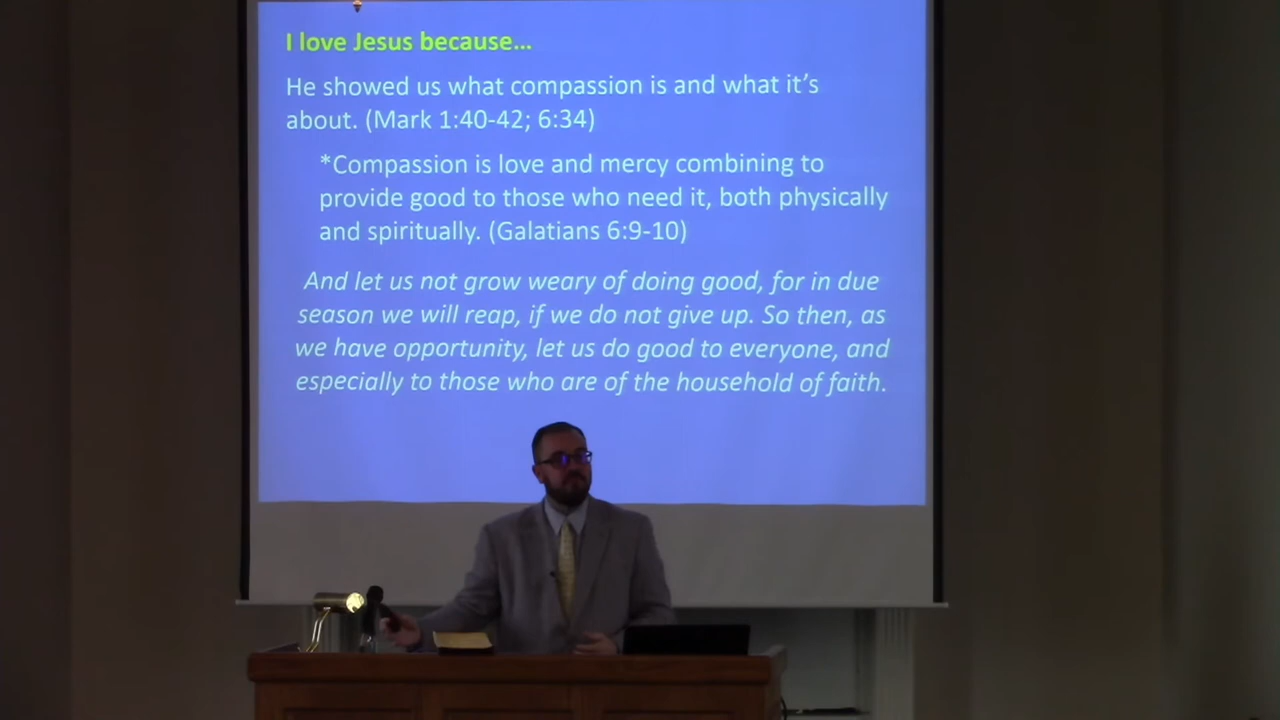 I love Jesus because…
He showed us what compassion is and what it's
about. (Mark 1:40-42; 6:34)
*Compassion is love and mercy combining to
provide good to those who need it, both physically
and spiritually. (Galatians 6:9-10)
And let us not grow weary of doing good, for in due
season we will reap, if we do not give up. So then, as
we have opportunity, let us do good to everyone, and
especially to those who are of the household of faith.